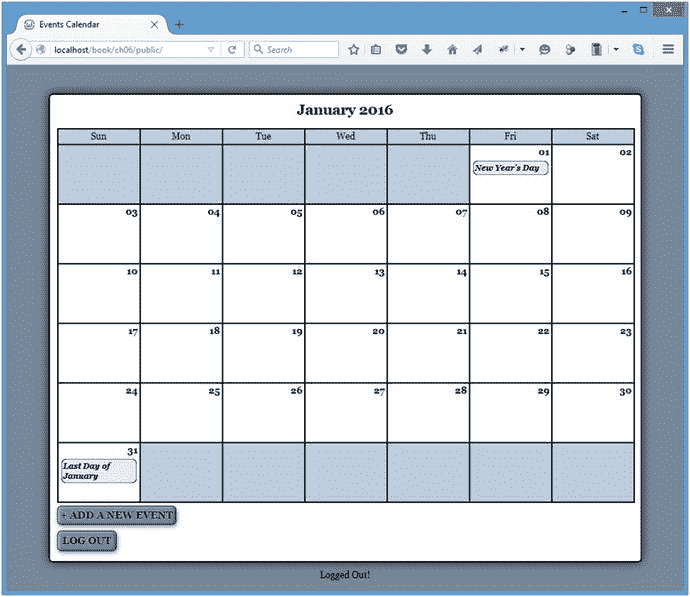 Events Calendar
localhost/book/ch06/public/
Search
January 2016
Sun Mon Tue Wed Thu Fri Sat
01 02
New Year's Day
03 04 05 06 07 08 09
10 11 12 13 14 15 16
17 18 19 20 21 22 23
24 25 26 27 28 29 30
31
Last Day of
January
+ ADD A NEW EVENT
LOG OUT
Logged Out!